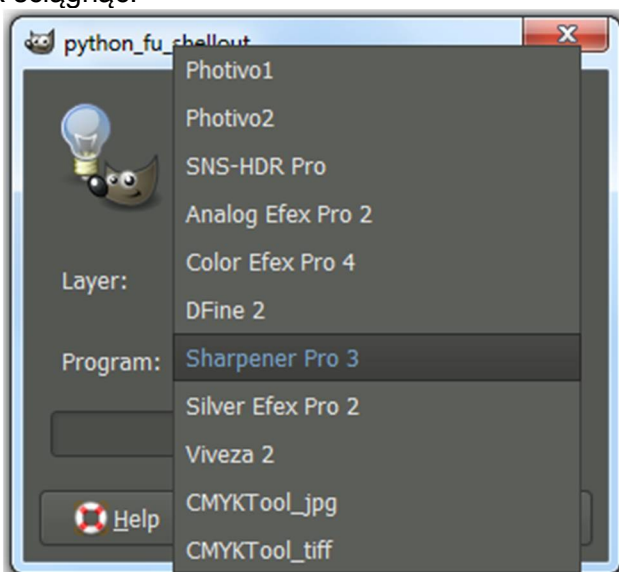 python_fu_shellout
Photivo1
Photivo2
SNS-HDR Pro
Analog Efex Pro 2
Color Efex Pro 4
Layer:
DFine 2
Program:
Sharpener Pro 3
Silver Efex Pro 2
Viveza 2
CMYKTool_jpg
Help
CMYKTool_tiff